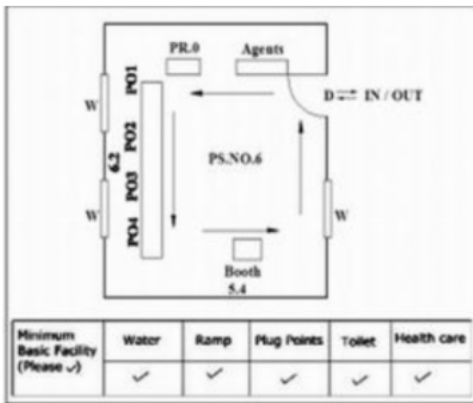 PR.0 Agents
PO1
D ⇌ IN / OUT
W
PO2
6.2
PS.NO.6
PO3
W
W
PO4
Booth
5.4
Minimum Basic Facility (Please ✓) Water Ramp Plug Points Toilet Health care
✓ ✓ ✓ ✓ ✓